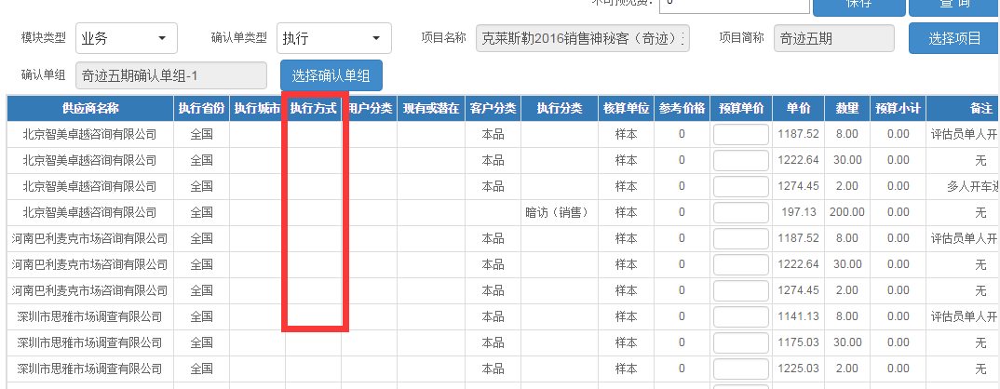 不可预见费： 0 保存 查 询
模块类型 业务 确认单类型 执行 项目名称 克莱斯勒2016销售神秘客（奇迹） 项目简称 奇迹五期 选择项目
确认单组 奇迹五期确认单组-1 选择确认单组
供应商名称 执行省份 执行城市 执行方式 用户分类 现有或潜在 客户分类 执行分类 核算单位 参考价格 预算单价 单价 数量 预算小计 备注
北京智美卓越咨询有限公司 全国 本品 样本 0 1187.52 8.00 0.00 评估员单人开
北京智美卓越咨询有限公司 全国 本品 样本 0 1222.64 30.00 0.00 无
北京智美卓越咨询有限公司 全国 本品 样本 0 1274.45 2.00 0.00 多人开车进
北京智美卓越咨询有限公司 全国 暗访（销售） 样本 0 197.13 200.00 0.00 无
河南巴利麦克市场咨询有限公司 全国 本品 样本 0 1187.52 8.00 0.00 评估员单人开
河南巴利麦克市场咨询有限公司 全国 本品 样本 0 1222.64 30.00 0.00 无
河南巴利麦克市场咨询有限公司 全国 本品 样本 0 1274.45 2.00 0.00 无
深圳市思雅市场调查有限公司 全国 本品 样本 0 1141.13 8.00 0.00 评估员单人开
深圳市思雅市场调查有限公司 全国 本品 样本 0 1175.03 30.00 0.00 无
深圳市思雅市场调查有限公司 全国 本品 样本 0 1225.03 2.00 0.00 无